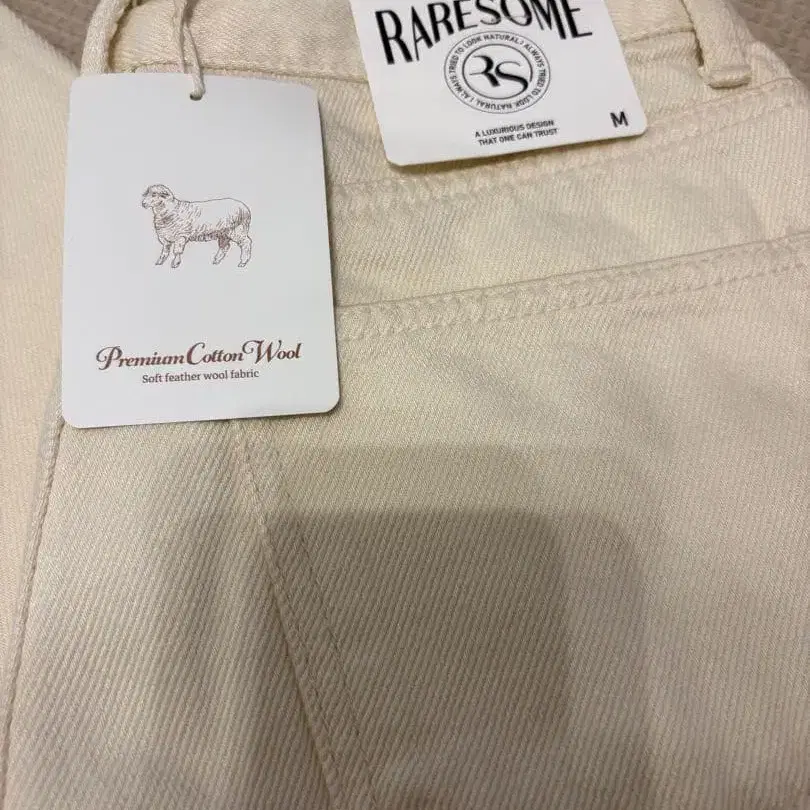 RARESOME
ALWAYS TRIED TO LOOK NATURAL / ALWAYS TRIED TO LOOK NATURAL /
RS
A LUXURIOUS DESIGN
THAT ONE CAN TRUST
M
Premium Cotton Wool
Soft feather wool fabric